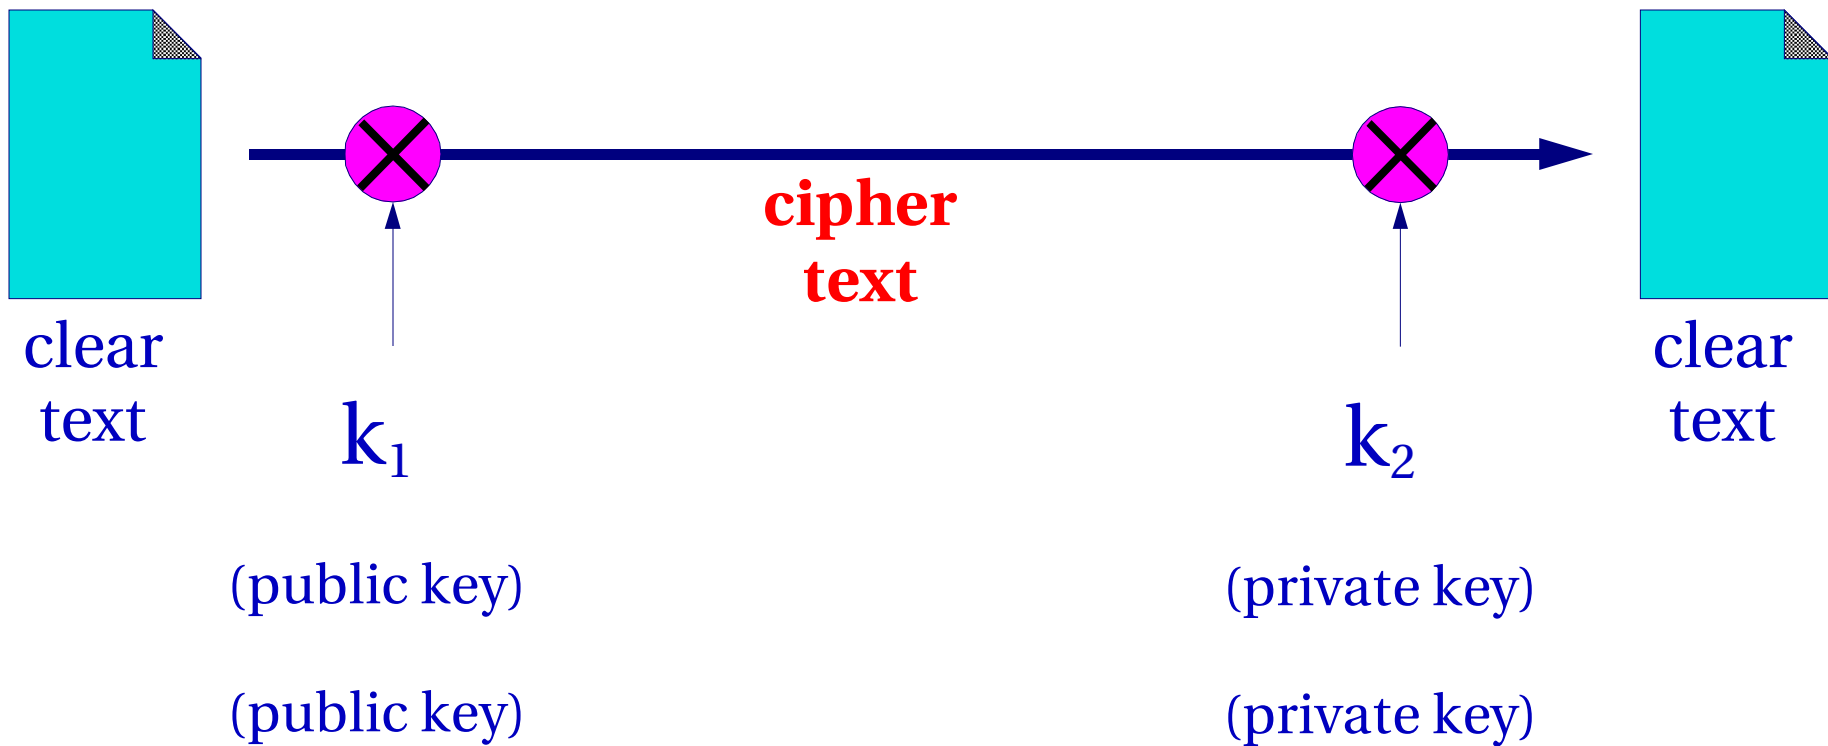 cipher
text
clear
text
clear
text
k1
k2
(public key)
(private key)
(public key)
(private key)